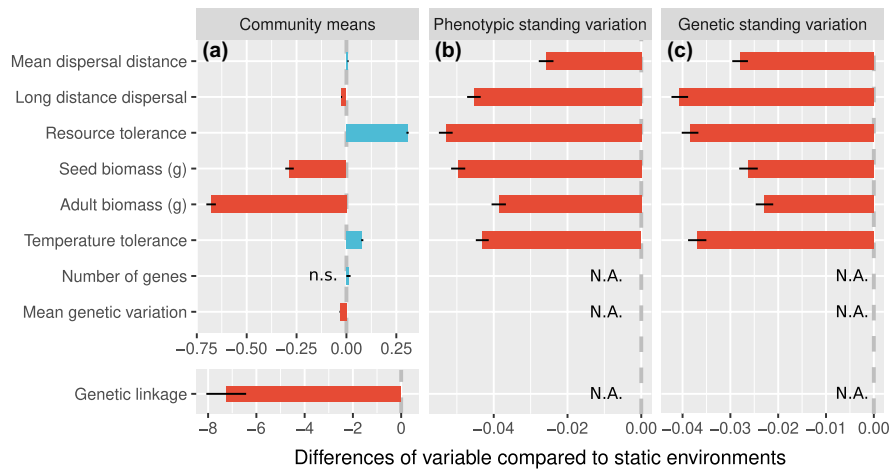 Community means
Phenotypic standing variation
Genetic standing variation
(a)
(b)
(c)
Mean dispersal distance
Long distance dispersal
Resource tolerance
Seed biomass (g)
Adult biomass (g)
Temperature tolerance
Number of genes
n.s.
N.A.
N.A.
Mean genetic variation
N.A.
N.A.
−0.75 −0.50 −0.25 0.00 0.25
Genetic linkage
N.A.
N.A.
−8 −6 −4 −2 0
−0.04 −0.02 0.00
−0.04 −0.03 −0.02 −0.01 0.00
Differences of variable compared to static environments